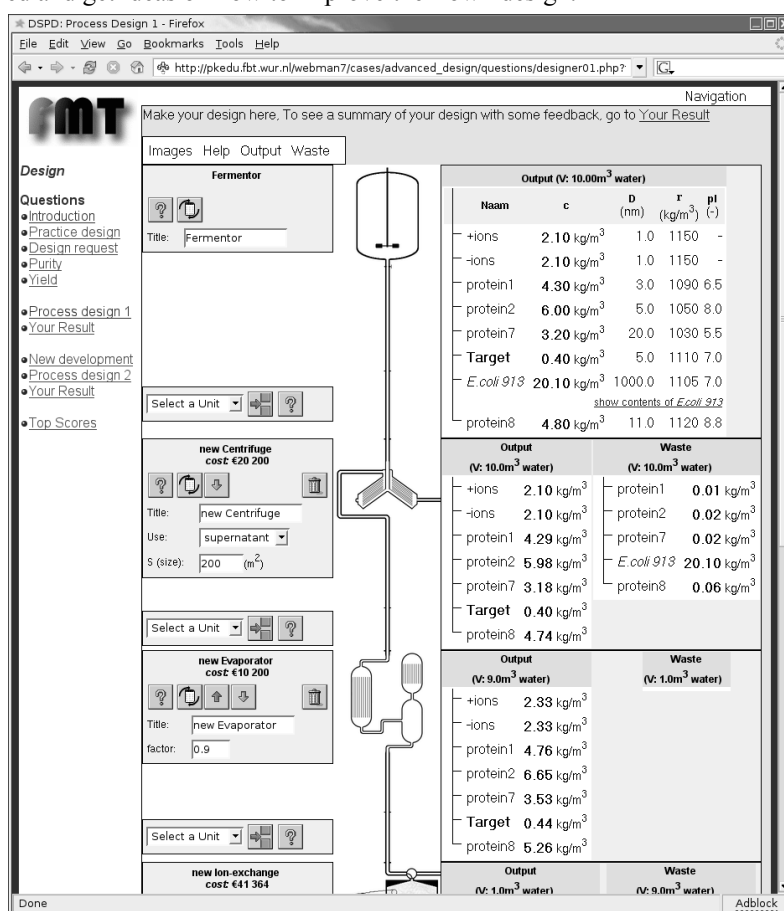 DSPD: Process Design 1 - Firefox
File Edit View Go Bookmarks Tools Help
http://pkedu.fbt.wur.nl/webman7/cases/advanced_design/questions/designer01.php?
G
fMT
Navigation
Make your design here, To see a summary of your design with some feedback, go to Your Result
Images Help Output Waste
Design
Questions
Introduction
Practice design
Design request
Purity
Yield
Process design 1
Your Result
New development
Process design 2
Your Result
Top Scores
Fermentor
?
Title: Fermentor
Output (V: 10.00m³ water)
Naam c D (nm) r (kg/m³) pI (-)
+ions 2.10 kg/m³ 1.0 1150 -
-ions 2.10 kg/m³ 1.0 1150 -
protein1 4.30 kg/m³ 3.0 1090 6.5
protein2 6.00 kg/m³ 5.0 1050 8.0
protein7 3.20 kg/m³ 20.0 1030 5.5
Target 0.40 kg/m³ 5.0 1110 7.0
E.coli 913 20.10 kg/m³ 1000.0 1105 7.0
show contents of E.coli 913
protein8 4.80 kg/m³ 11.0 1120 8.8
Select a Unit ?
new Centrifuge
cost: €20 200
?
Title: new Centrifuge
Use: supernatant
S (size): 200 (m²)
Output
(V: 10.0m³ water)
+ions 2.10 kg/m³
-ions 2.10 kg/m³
protein1 4.29 kg/m³
protein2 5.98 kg/m³
protein7 3.18 kg/m³
Target 0.40 kg/m³
protein8 4.74 kg/m³
Waste
(V: 10.0m³ water)
protein1 0.01 kg/m³
protein2 0.02 kg/m³
protein7 0.02 kg/m³
E.coli 913 20.10 kg/m³
protein8 0.06 kg/m³
Select a Unit ?
new Evaporator
cost: €10 200
?
Title: new Evaporator
factor: 0.9
Output
(V: 9.0m³ water)
+ions 2.33 kg/m³
-ions 2.33 kg/m³
protein1 4.76 kg/m³
protein2 6.65 kg/m³
protein7 3.53 kg/m³
Target 0.44 kg/m³
protein8 5.26 kg/m³
Waste
(V: 1.0m³ water)
Select a Unit ?
new Ion-exchange
cost: €41 364
Output
(V: 1.0m³ water)
Waste
(V: 9.0m³ water)
Done
Adblock